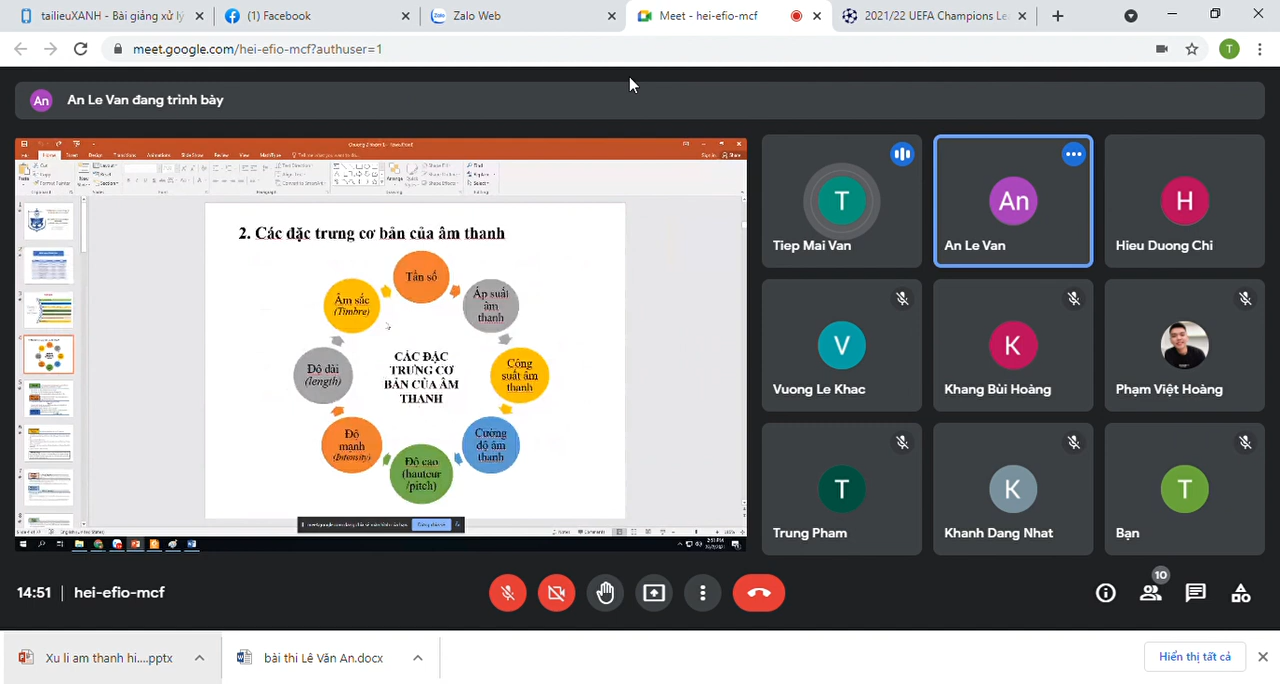 tailieuXANH - Bài giảng xử lý
(1) Facebook
Zalo Web
Meet - hei-efio-mcf
2021/22 UEFA Champions Le
meet.google.com/hei-efio-mcf?authuser=1
T
An
An Le Van đang trình bày
2. Các đặc trưng cơ bản của âm thanh
Tần số
Áp suất
âm
thanh
Công
suất âm
thanh
Cường
độ âm
thanh
Độ cao
(hauteur
/pitch)
Độ
mạnh
(Intensity)
Độ dài
(length)
Âm sắc
(Timbre)
CÁC ĐẶC
TRƯNG CƠ
BẢN CỦA ÂM
THANH
T
Tiep Mai Van
An
An Le Van
H
Hieu Duong Chi
V
Vuong Le Khac
K
Khang Bùi Hoàng
Phạm Việt Hoàng
T
Trung Pham
K
Khanh Dang Nhat
T
Bạn
14:51 | hei-efio-mcf
10
Xu li am thanh hi....pptx
bài thi Lê Văn An.docx
Hiển thị tất cả